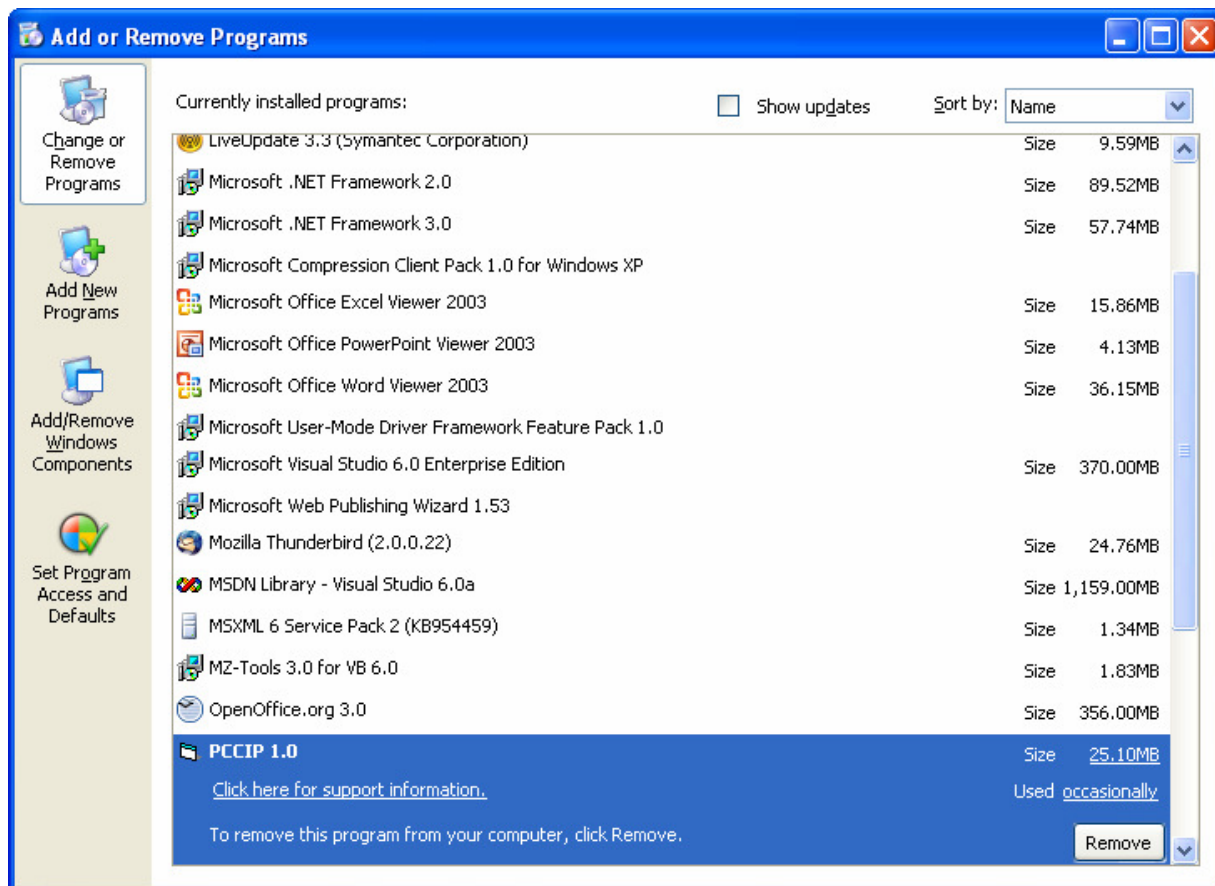 Add or Remove Programs
Change or
Remove
Programs
Add New
Programs
Add/Remove
Windows
Components
Set Program
Access and
Defaults
Currently installed programs:
Show updates
Sort by: Name
LiveUpdate 3.3 (Symantec Corporation) Size 9.59MB
Microsoft .NET Framework 2.0 Size 89.52MB
Microsoft .NET Framework 3.0 Size 57.74MB
Microsoft Compression Client Pack 1.0 for Windows XP
Microsoft Office Excel Viewer 2003 Size 15.86MB
Microsoft Office PowerPoint Viewer 2003 Size 4.13MB
Microsoft Office Word Viewer 2003 Size 36.15MB
Microsoft User-Mode Driver Framework Feature Pack 1.0
Microsoft Visual Studio 6.0 Enterprise Edition Size 370.00MB
Microsoft Web Publishing Wizard 1.53
Mozilla Thunderbird (2.0.0.22) Size 24.76MB
MSDN Library - Visual Studio 6.0a Size 1,159.00MB
MSXML 6 Service Pack 2 (KB954459) Size 1.34MB
MZ-Tools 3.0 for VB 6.0 Size 1.83MB
OpenOffice.org 3.0 Size 356.00MB
PCCIP 1.0 Size 25.10MB
Click here for support information. Used occasionally
To remove this program from your computer, click Remove. Remove